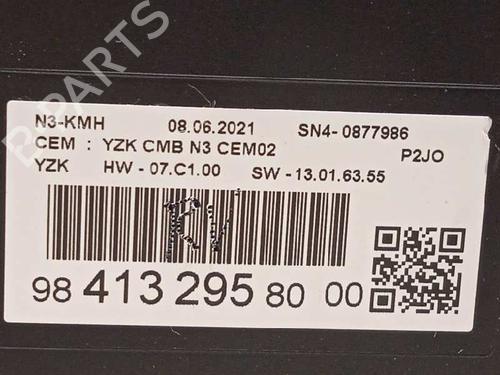 N3-KMH 08.06.2021 SN4- 0877986
CEM : YZK CMB N3 CEM02 P2JO
YZK HW - 07.C1.00 SW - 13.01.63.55
98 413 295 80 00